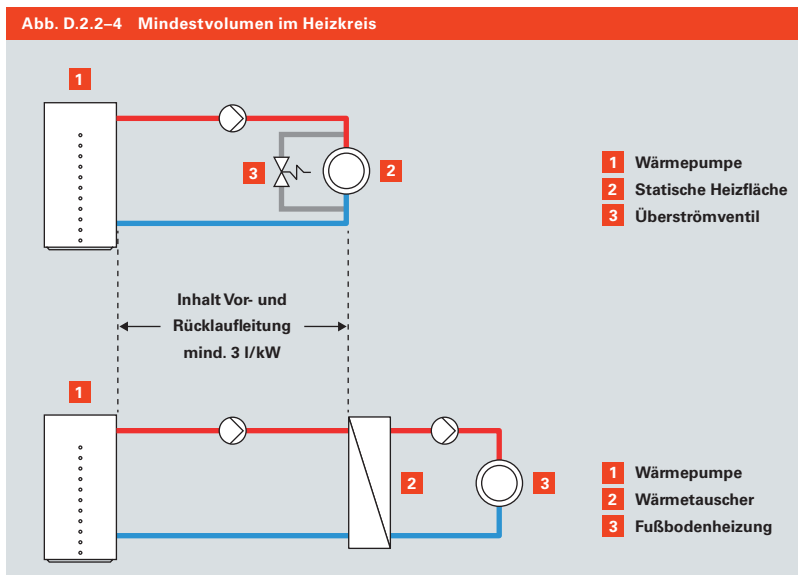 Abb. D.2.2–4 Mindestvolumen im Heizkreis
1
3
2
1 Wärmepumpe
2 Statische Heizfläche
3 Überströmventil
Inhalt Vor- und
Rücklaufleitung
mind. 3 l/kW
1
2
3
1 Wärmepumpe
2 Wärmetauscher
3 Fußbodenheizung